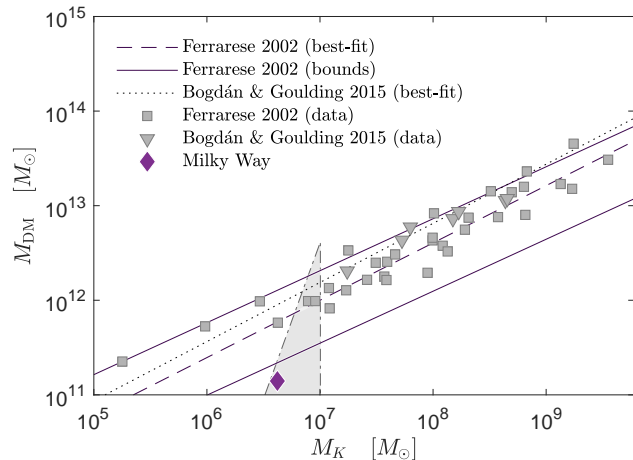 10^15
10^14
10^13
10^12
10^11
M_DM [M_⊙]
Ferrarese 2002 (best-fit)
Ferrarese 2002 (bounds)
Bogdán & Goulding 2015 (best-fit)
Ferrarese 2002 (data)
Bogdán & Goulding 2015 (data)
Milky Way
10^5 10^6 10^7 10^8 10^9
M_K [M_⊙]